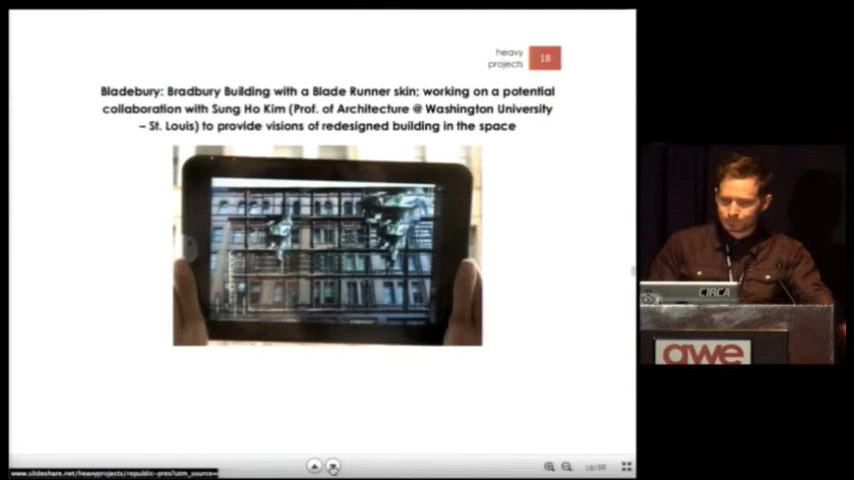 heavy
projects
18
Bladebury: Bradbury Building with a Blade Runner skin; working on a potential
collaboration with Sung Ho Kim (Prof. of Architecture @ Washington University
– St. Louis) to provide visions of redesigned building in the space
CIRCA
awe
www.slideshare.net/heavyprojects/republic-pres?utm_source=